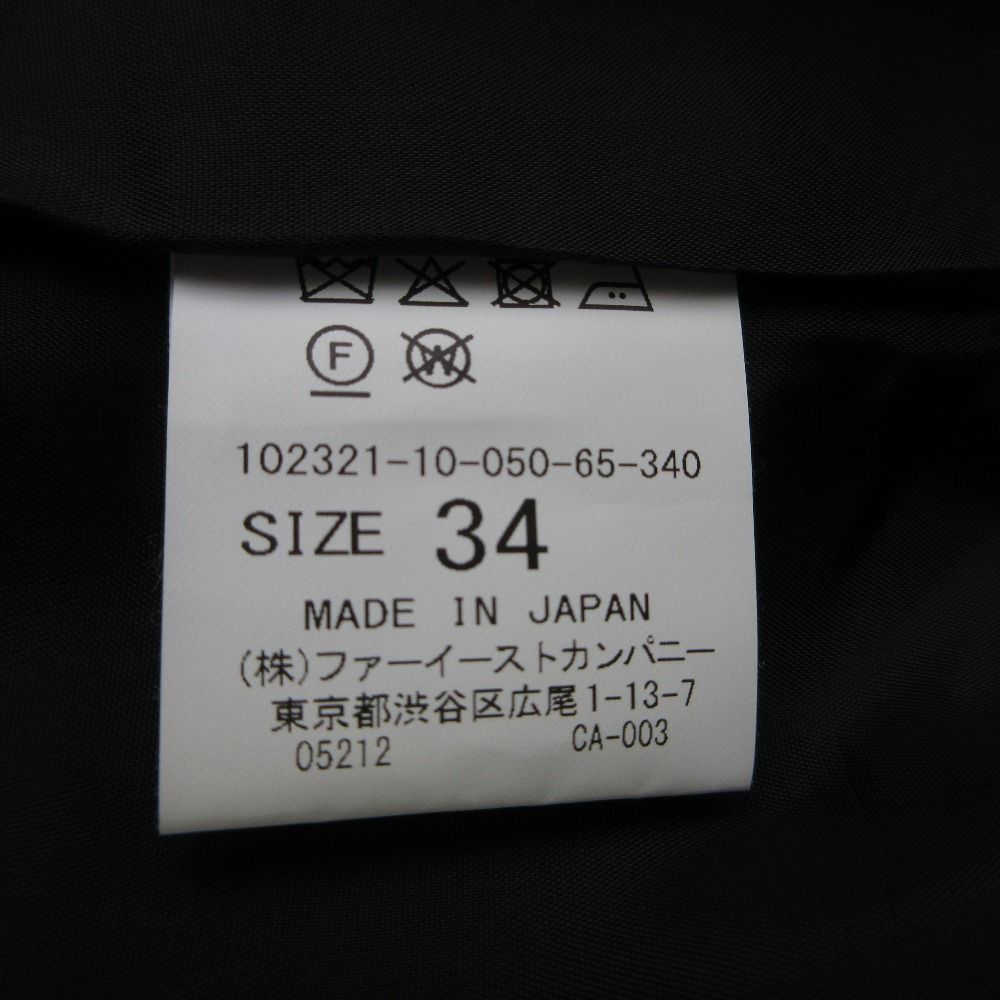 F W
102321-10-050-65-340
SIZE 34
MADE IN JAPAN
(株)ファーイーストカンパニー
東京都渋谷区広尾1-13-7
05212 CA-003